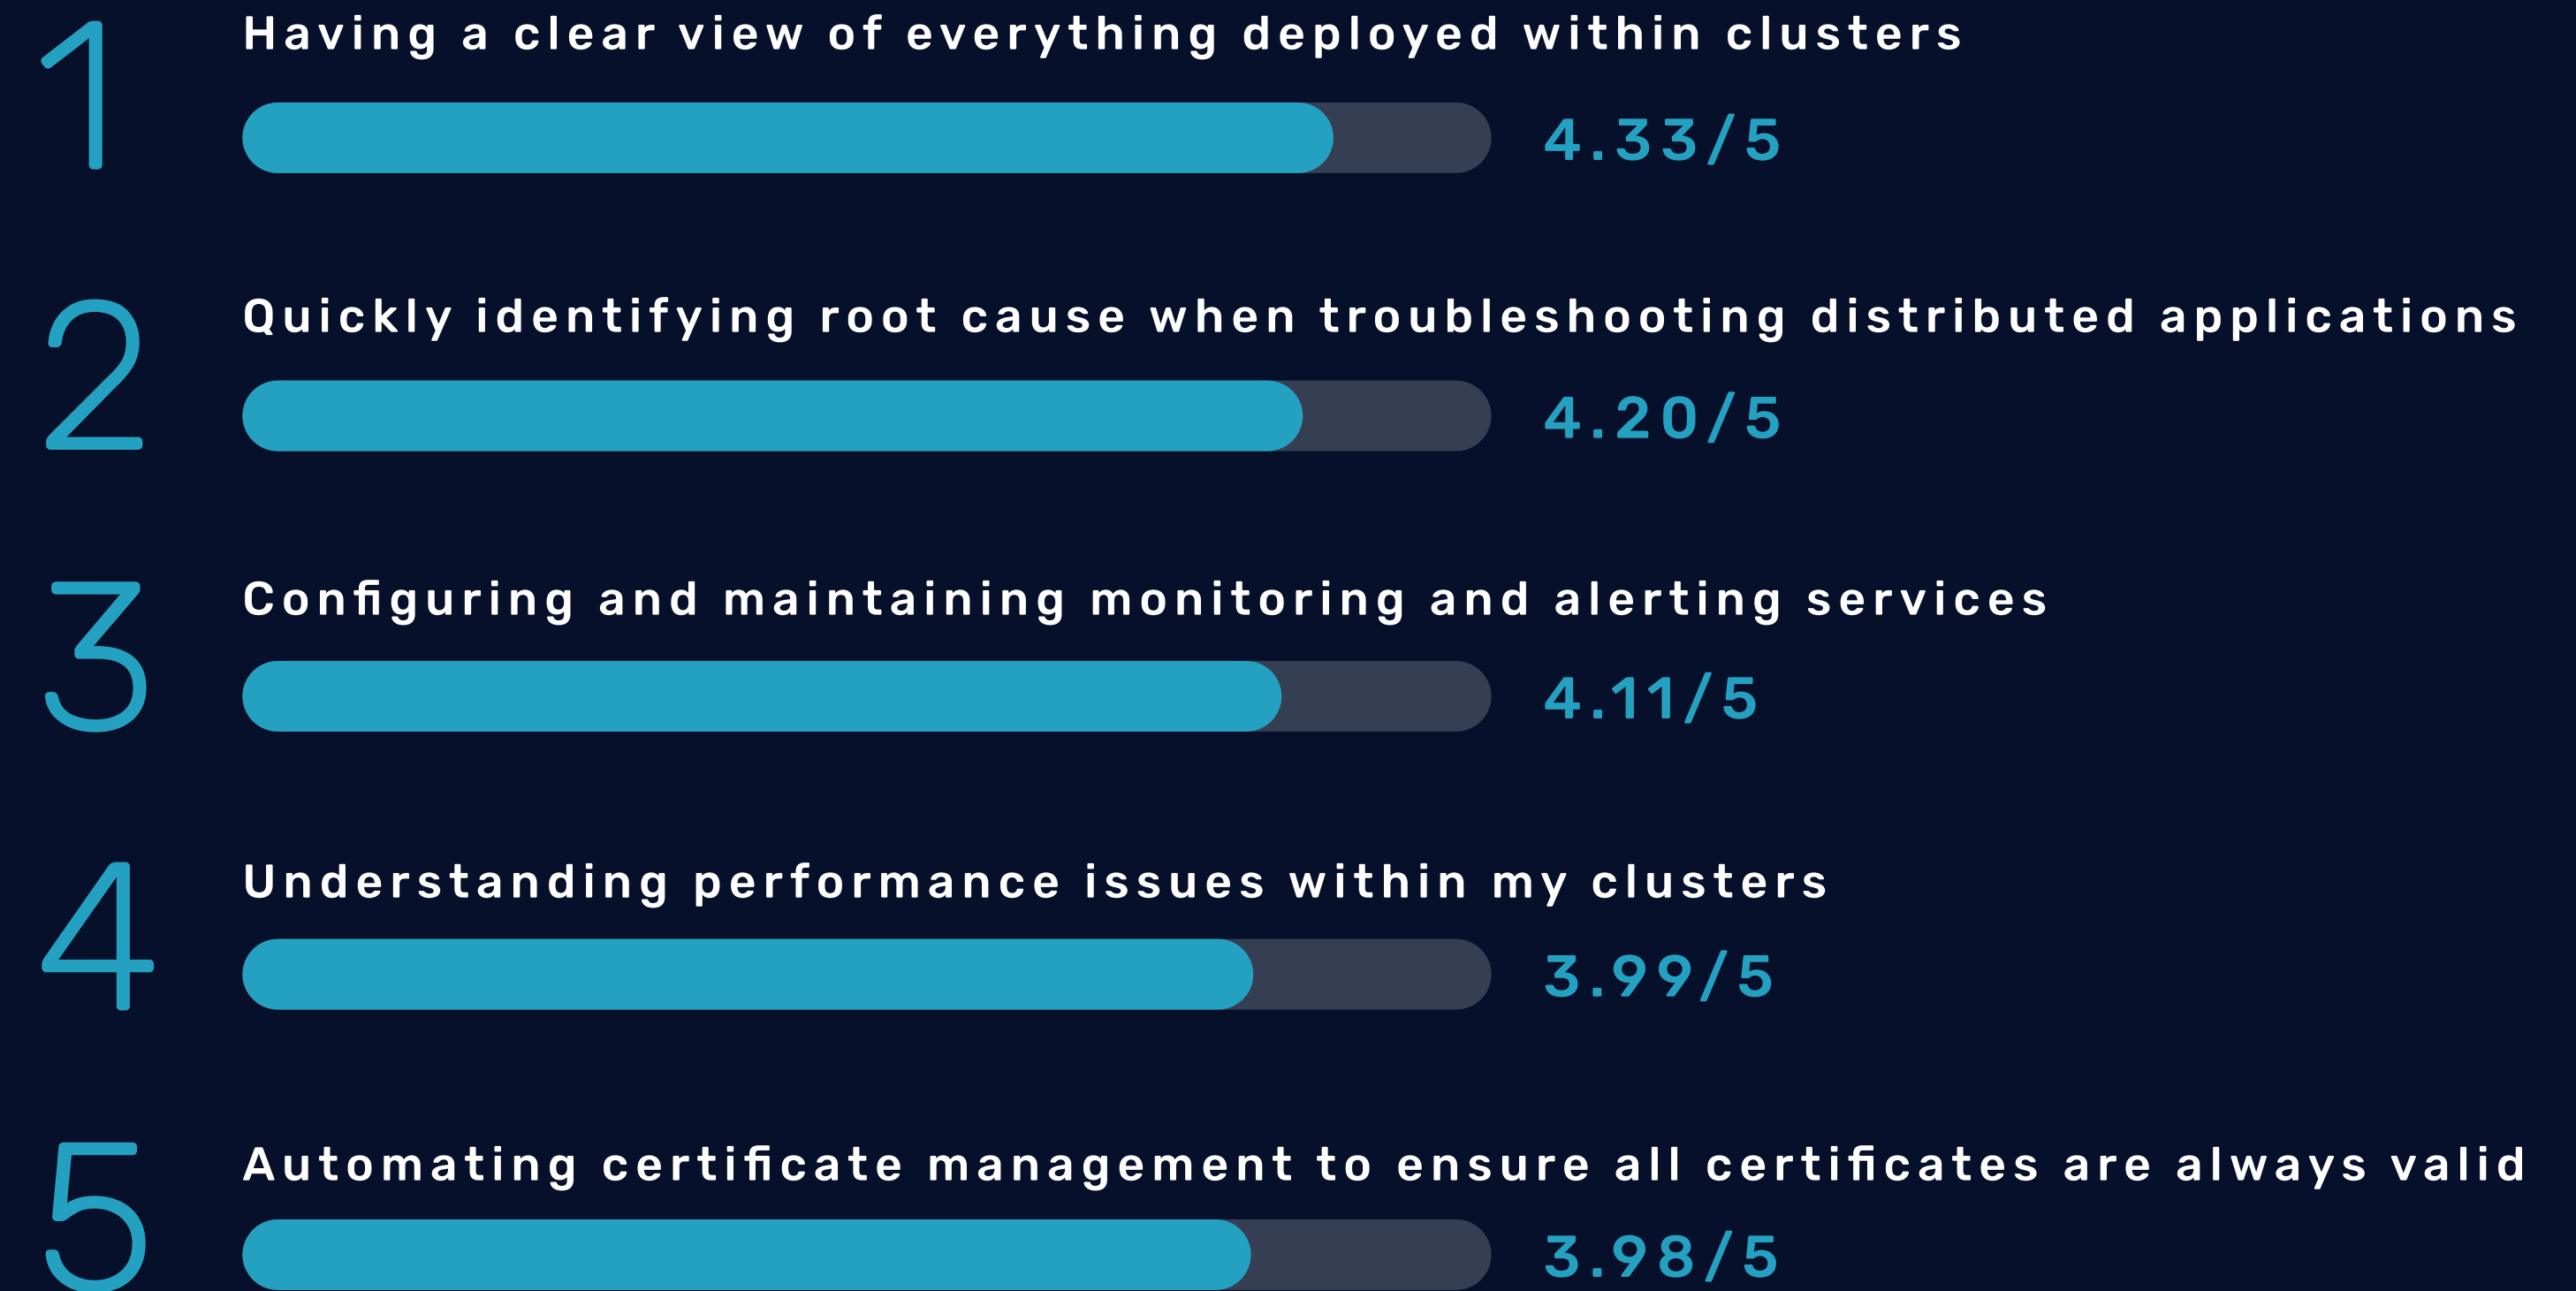 1
Having a clear view of everything deployed within clusters
4.33/5
2
Quickly identifying root cause when troubleshooting distributed applications
4.20/5
3
Configuring and maintaining monitoring and alerting services
4.11/5
4
Understanding performance issues within my clusters
3.99/5
5
Automating certificate management to ensure all certificates are always valid
3.98/5